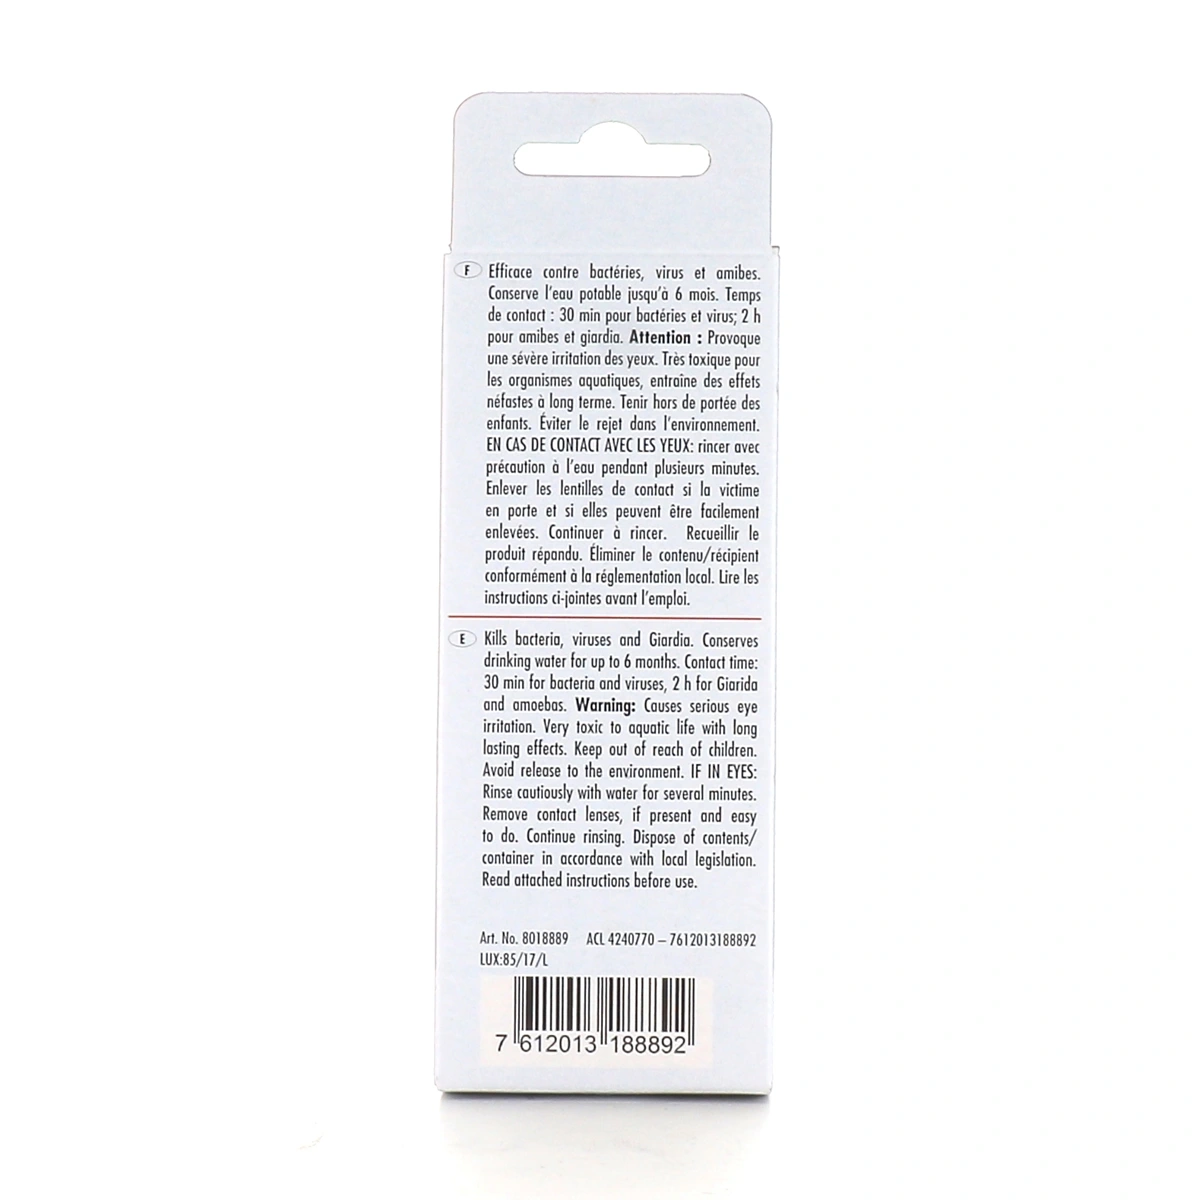 F Efficace contre bactéries, virus et amibes.
Conserve l'eau potable jusqu'à 6 mois. Temps
de contact : 30 min pour bactéries et virus; 2 h
pour amibes et giardia. Attention : Provoque
une sévère irritation des yeux. Très toxique pour
les organismes aquatiques, entraîne des effets
néfastes à long terme. Tenir hors de portée des
enfants. Éviter le rejet dans l'environnement.
EN CAS DE CONTACT AVEC LES YEUX: rincer avec
précaution à l'eau pendant plusieurs minutes.
Enlever les lentilles de contact si la victime
en porte et si elles peuvent être facilement
enlevées. Continuer à rincer. Recueillir le
produit répandu. Éliminer le contenu/récipient
conformément à la réglementation local. Lire les
instructions ci-jointes avant l'emploi.
E Kills bacteria, viruses and Giardia. Conserves
drinking water for up to 6 months. Contact time:
30 min for bacteria and viruses, 2 h for Giarida
and amoebas. Warning: Causes serious eye
irritation. Very toxic to aquatic life with long
lasting effects. Keep out of reach of children.
Avoid release to the environment. IF IN EYES:
Rinse cautiously with water for several minutes.
Remove contact lenses, if present and easy
to do. Continue rinsing. Dispose of contents/
container in accordance with local legislation.
Read attached instructions before use.
Art. No. 8018889 ACL 4240770 – 7612013188892
LUX:85/17/L
7 612013 188892